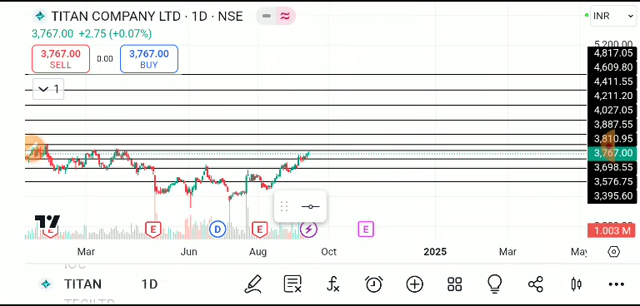 TITAN COMPANY LTD · 1D · NSE
INR
3,767.00 +2.75 (+0.07%)
3,767.00
SELL
0.00
3,767.00
BUY
1
5,200.00
4,817.05
4,609.80
4,411.55
4,211.20
4,027.05
3,887.55
3,810.95
3,767.00
3,698.55
3,576.75
3,395.60
1.003 M
E
E
D
E
E
Mar
Jun
Aug
Oct
2025
Mar
May
TITAN
1D